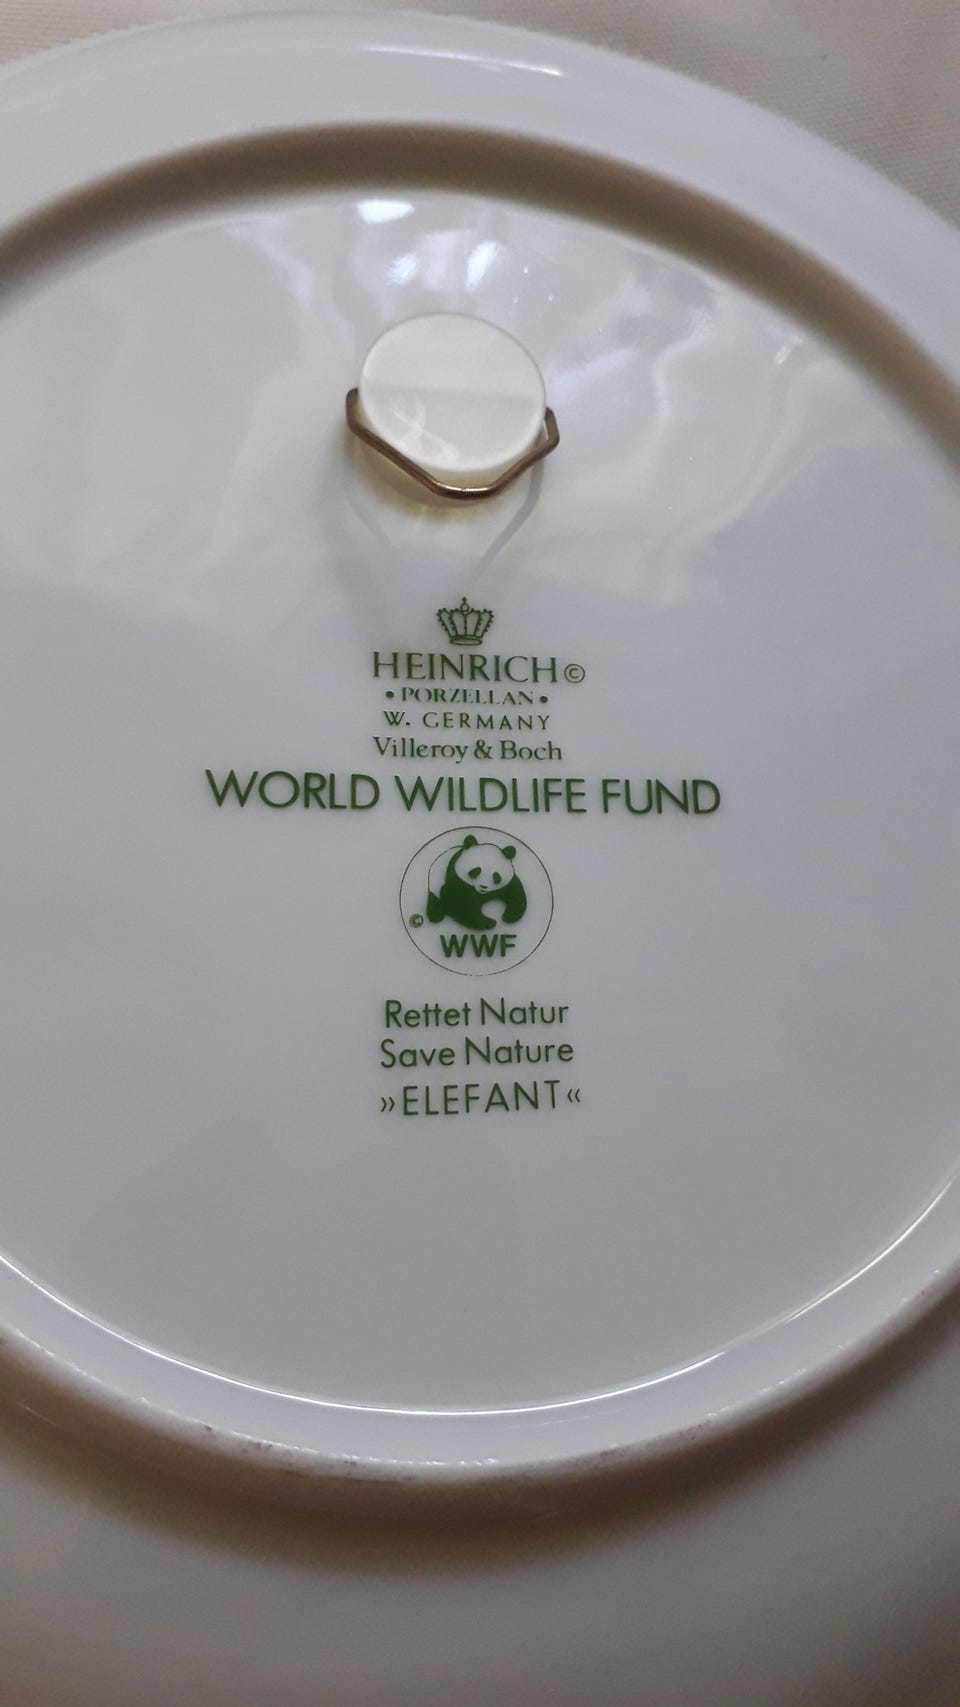 HEINRICH©
• PORZELLAN •
W. GERMANY
Villeroy & Boch
WORLD WILDLIFE FUND
©
WWF
Rettet Natur
Save Nature
»ELEFANT«